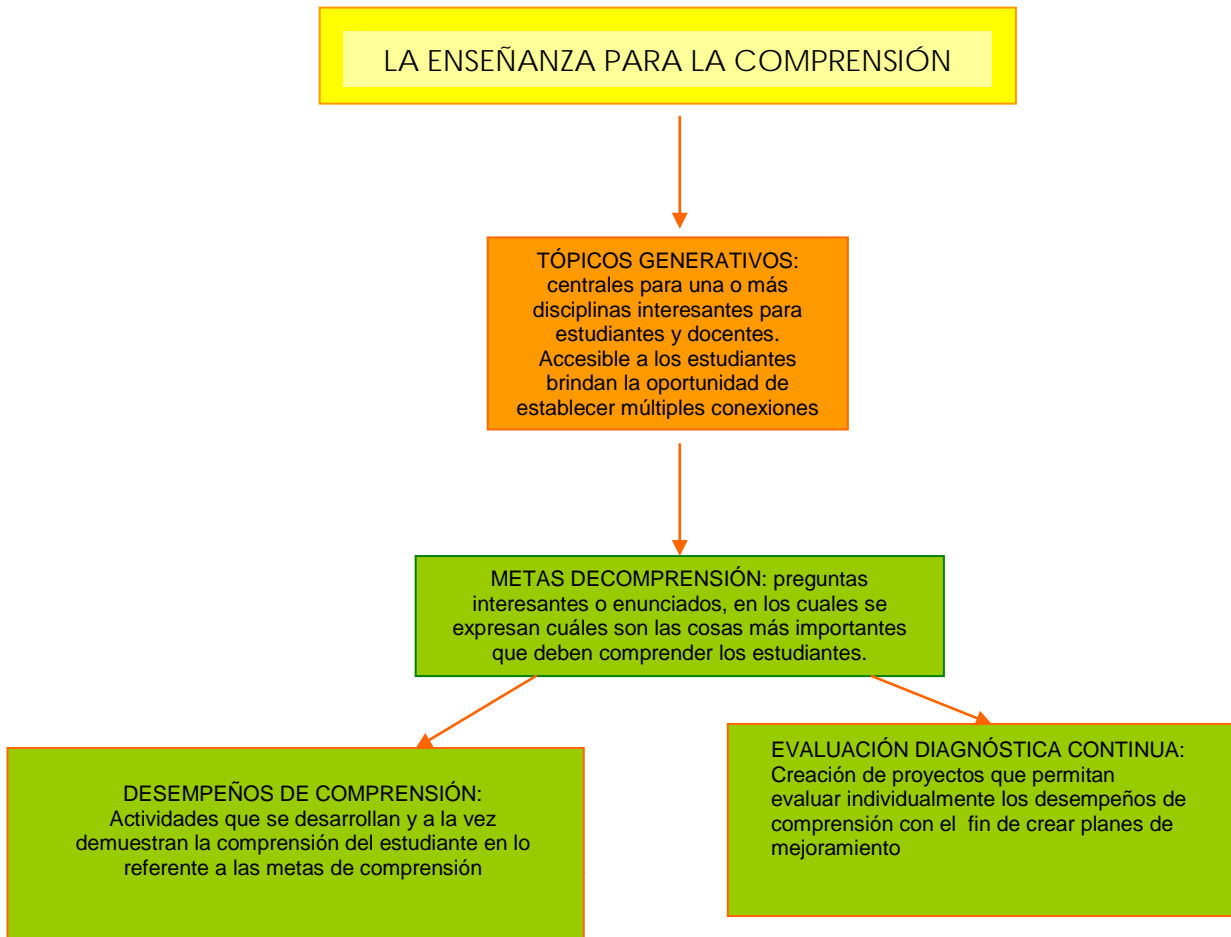 LA ENSEÑANZA PARA LA COMPRENSIÓN
TÓPICOS GENERATIVOS:
centrales para una o más
disciplinas interesantes para
estudiantes y docentes.
Accesible a los estudiantes
brindan la oportunidad de
establecer múltiples conexiones
METAS DECOMPRENSIÓN: preguntas
interesantes o enunciados, en los cuales se
expresan cuáles son las cosas más importantes
que deben comprender los estudiantes.
DESEMPEÑOS DE COMPRENSIÓN:
Actividades que se desarrollan y a la vez
demuestran la comprensión del estudiante en lo
referente a las metas de comprensión
EVALUACIÓN DIAGNÓSTICA CONTINUA:
Creación de proyectos que permitan
evaluar individualmente los desempeños de
comprensión con el  fin de crear planes de
mejoramiento